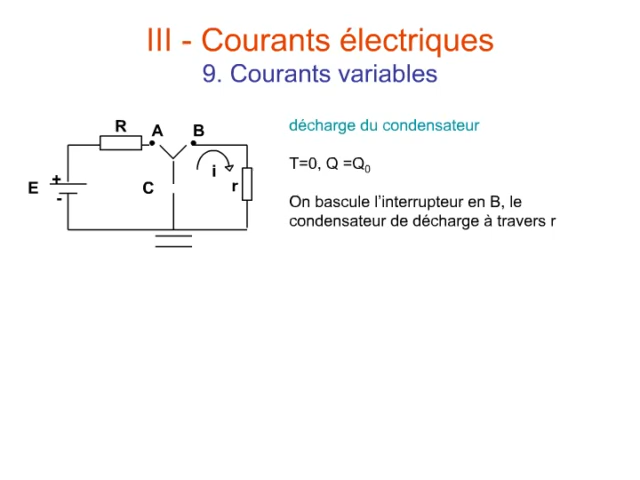 III - Courants électriques
9. Courants variables
R
A
B
i
r
E
+
-
C
décharge du condensateur
T=0, Q =Q₀
On bascule l'interrupteur en B, le
condensateur de décharge à travers r